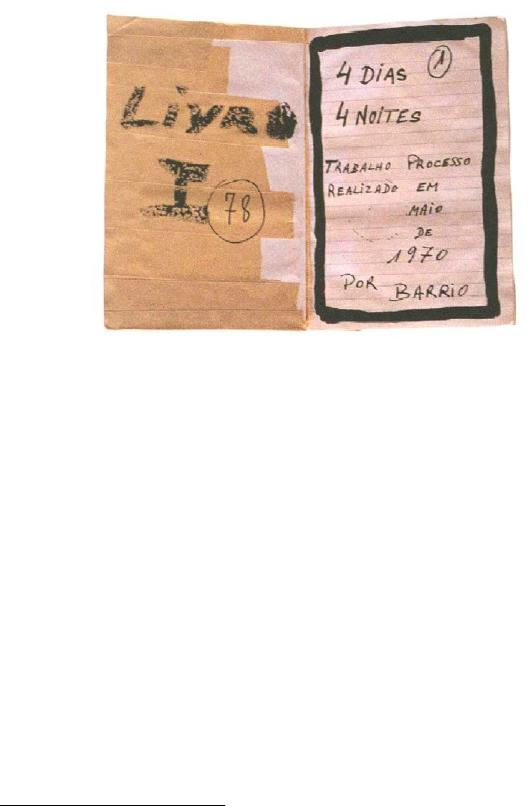 LIVRO
I
78
4 DIAS 1
4 NOITES
TRABALHO PROCESSO
REALIZADO EM
MAIO
DE
1970
POR BARRIO